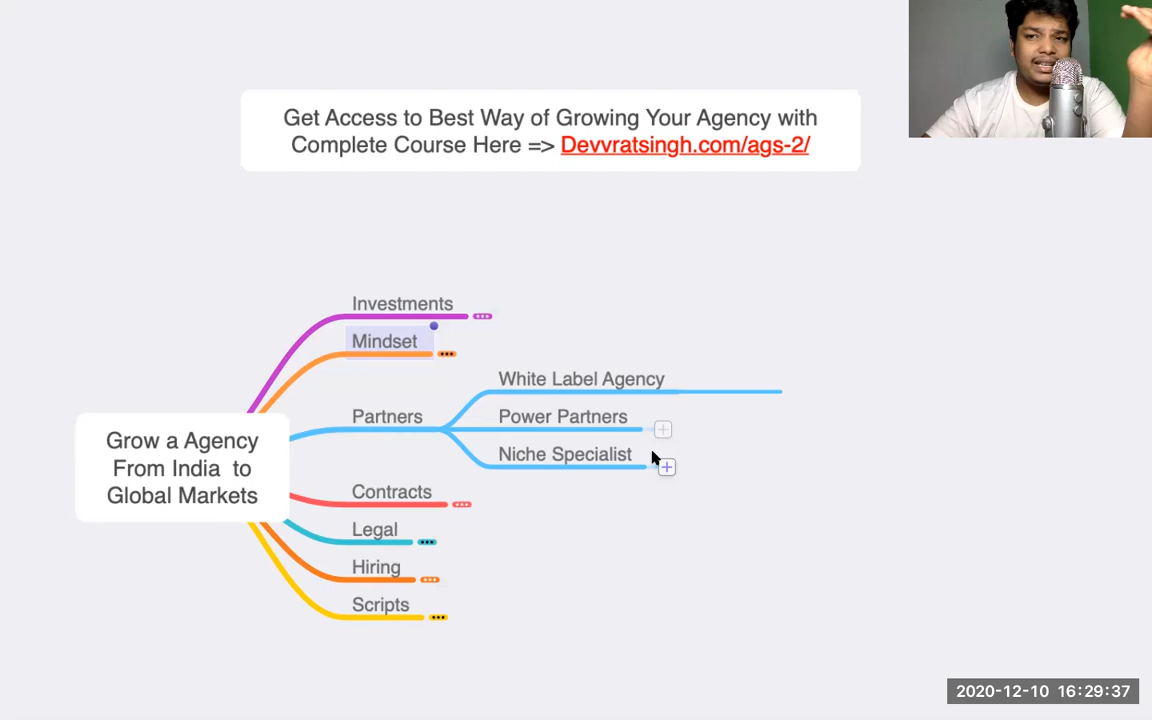 Get Access to Best Way of Growing Your Agency with
Complete Course Here => Devvratsingh.com/ags-2/
Investments
Mindset
White Label Agency
Partners
Power Partners
Niche Specialist
Grow a Agency
From India to
Global Markets
Contracts
Legal
Hiring
Scripts
2020-12-10 16:29:37